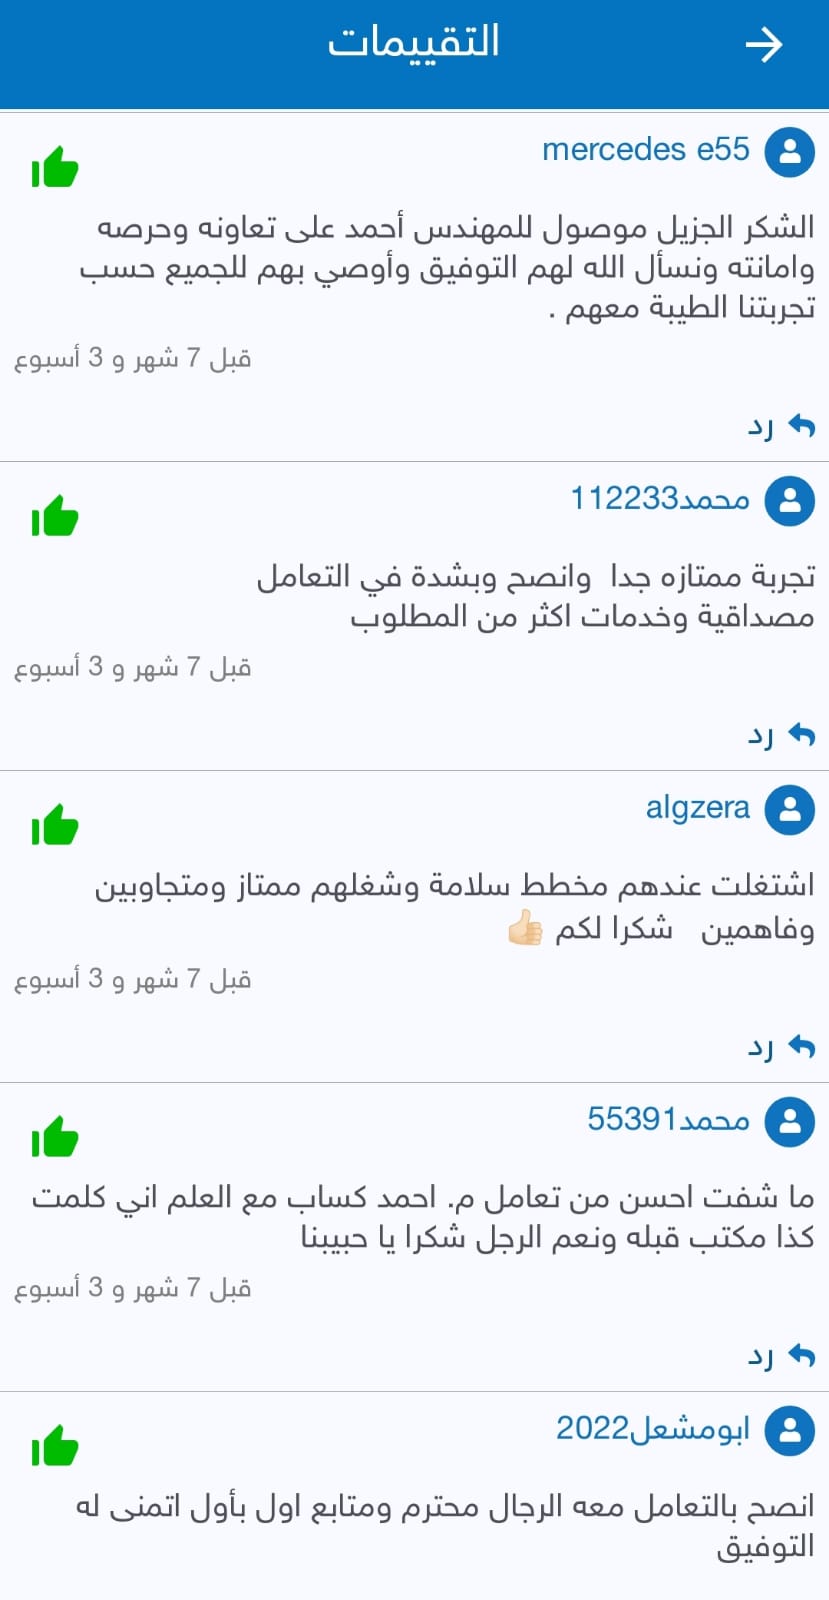 التقييمات
mercedes e55
الشكر الجزيل موصول للمهندس أحمد على تعاونه وحرصه
وامانته ونسأل الله لهم التوفيق وأوصي بهم للجميع حسب
تجربتنا الطيبة معهم .
قبل 7 شهر و 3 أسبوع
رد
محمد112233
تجربة ممتازه جدا  وانصح وبشدة في التعامل
مصداقية وخدمات اكثر من المطلوب
قبل 7 شهر و 3 أسبوع
رد
algzera
اشتغلت عندهم مخطط سلامة وشغلهم ممتاز ومتجاوبين
وفاهمين   شكرا لكم 👍🏻
قبل 7 شهر و 3 أسبوع
رد
محمد55391
ما شفت احسن من تعامل م. احمد كساب مع العلم اني كلمت
كذا مكتب قبله ونعم الرجل شكرا يا حبيبنا
قبل 7 شهر و 3 أسبوع
رد
ابومشعل2022
انصح بالتعامل معه الرجال محترم ومتابع اول بأول اتمنى له
التوفيق